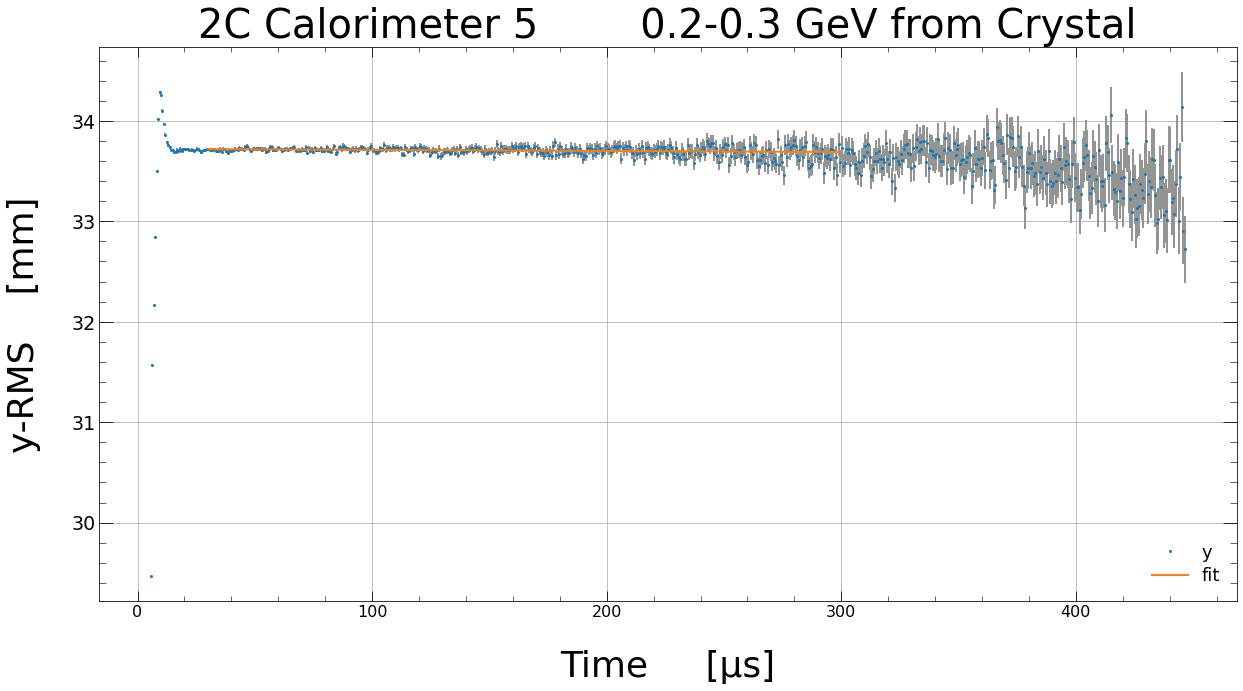 2C Calorimeter 5 0.2-0.3 GeV from Crystal
y-RMS [mm]
34
33
32
31
30
y
fit
0 100 200 300 400
Time [µs]